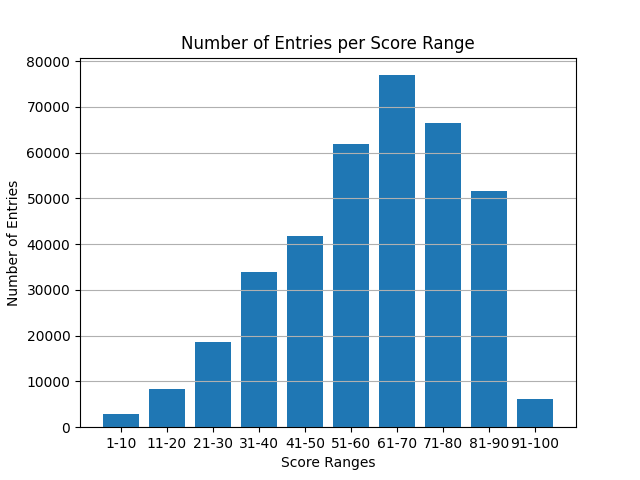 Number of Entries per Score Range
Number of Entries
80000
70000
60000
50000
40000
30000
20000
10000
0
1-10 11-20 21-30 31-40 41-50 51-60 61-70 71-80 81-90 91-100
Score Ranges